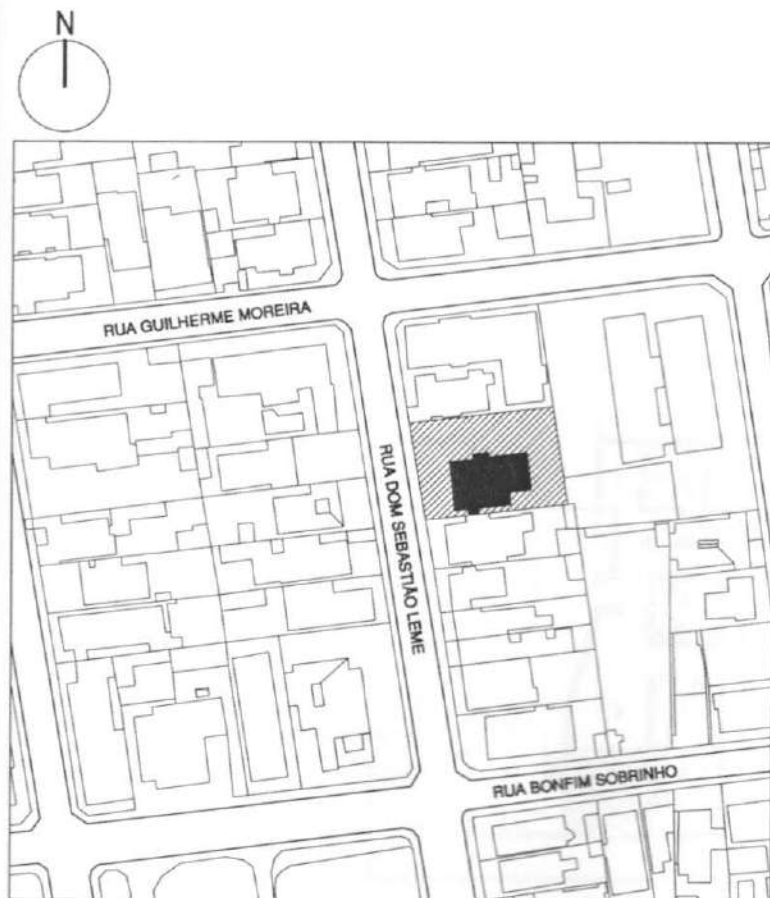 N
RUA GUILHERME MOREIRA
RUA DOM SEBASTIÃO LEME
RUA BONFIM SOBRINHO